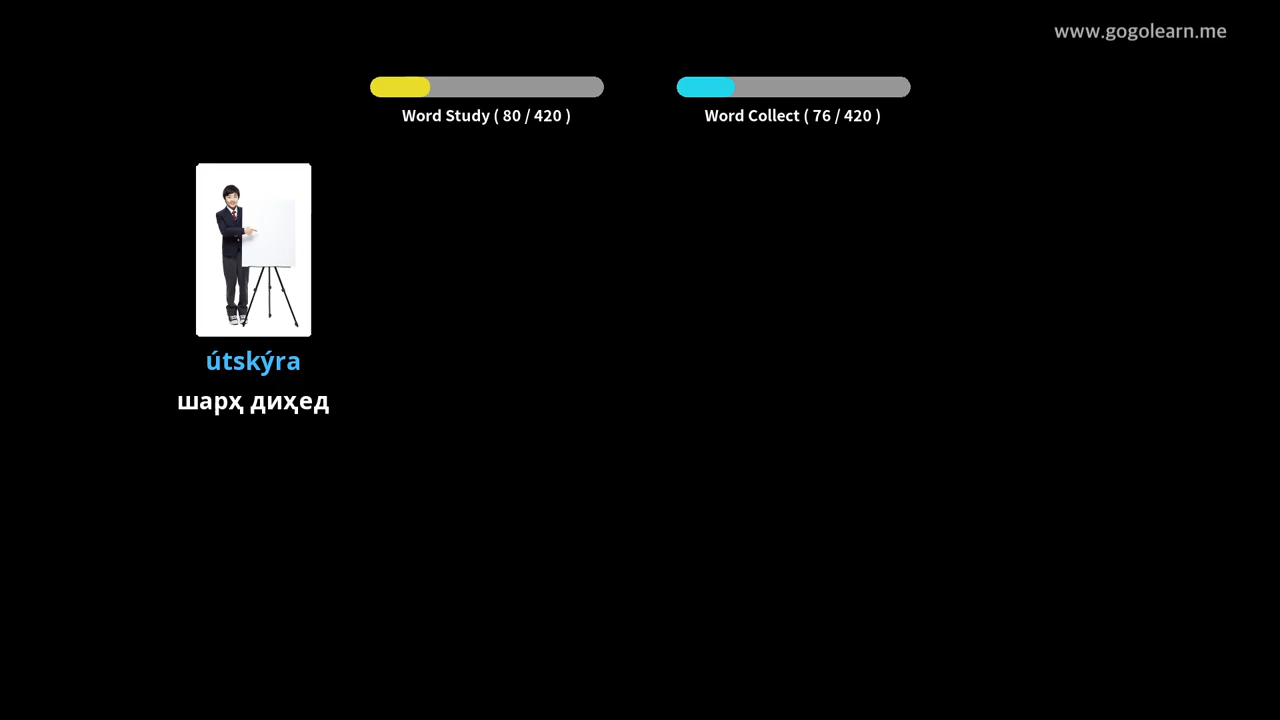 www.gogolearn.me
Word Study ( 80 / 420 )
Word Collect ( 76 / 420 )
útskýra
шарҳ диҳед